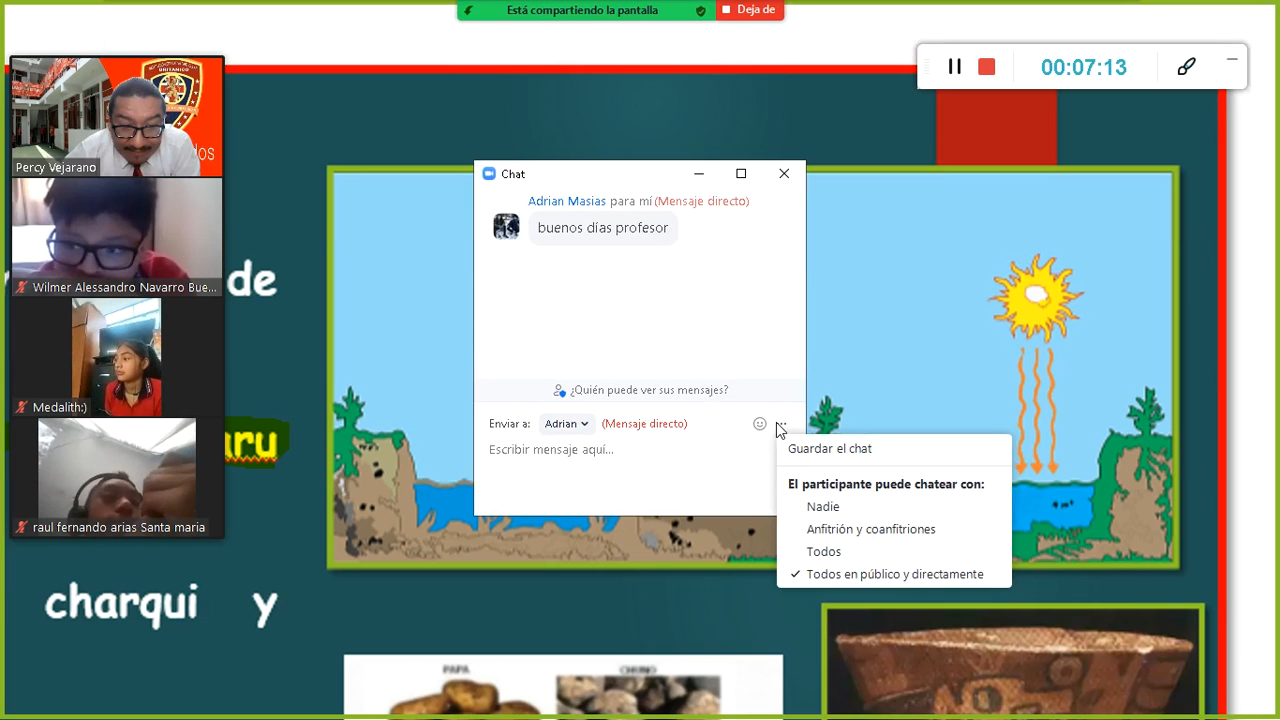 Está compartiendo la pantalla
Deja de
00:07:13
Percy Vejarano
Wilmer Alessandro Navarro Bue...
Medalith:)
raul fernando arias Santa maria
Chat
Adrian Masias para mí (Mensaje directo)
buenos días profesor
¿Quién puede ver sus mensajes?
Enviar a: Adrian (Mensaje directo)
Escribir mensaje aquí...
Guardar el chat
El participante puede chatear con:
Nadie
Anfitrión y coanfitriones
Todos
Todos en público y directamente
de
aru
charqui y
PAPA
CHUÑO